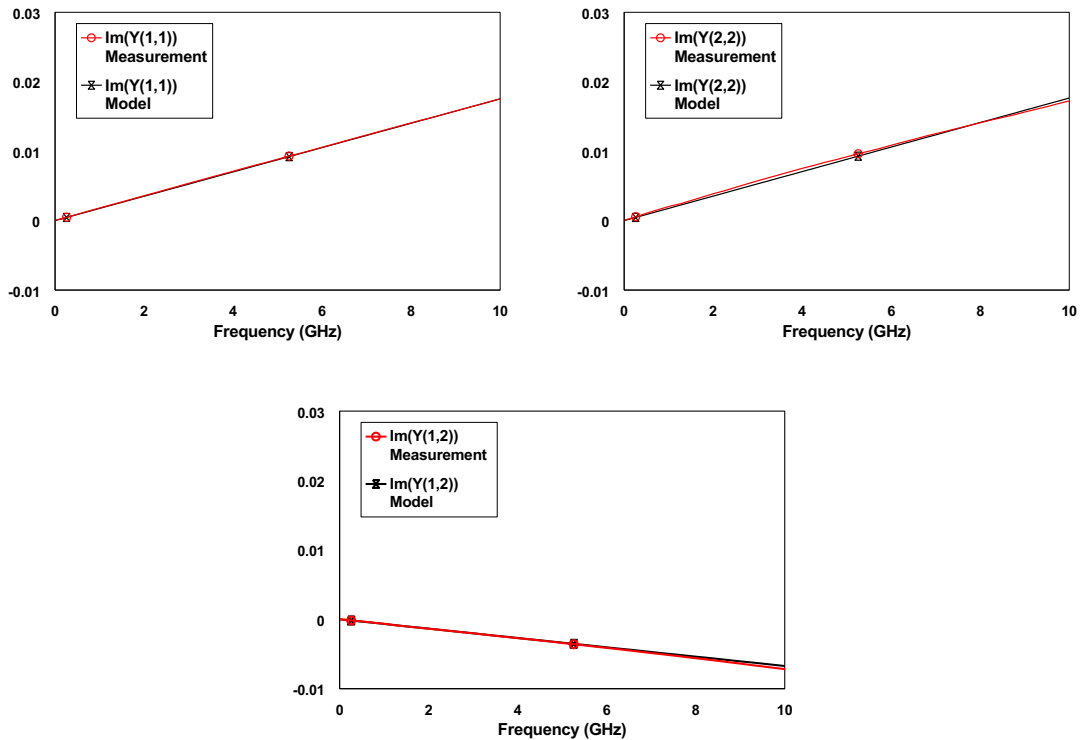 0.03
0.02
0.01
0
-0.01
Im(Y(1,1))
Measurement
Im(Y(1,1))
Model
0 2 4 6 8 10
Frequency (GHz)
0.03
0.02
0.01
0
-0.01
Im(Y(2,2))
Measurement
Im(Y(2,2))
Model
0 2 4 6 8 10
Frequency (GHz)
0.03
0.02
0.01
0
-0.01
Im(Y(1,2))
Measurement
Im(Y(1,2))
Model
0 2 4 6 8 10
Frequency (GHz)